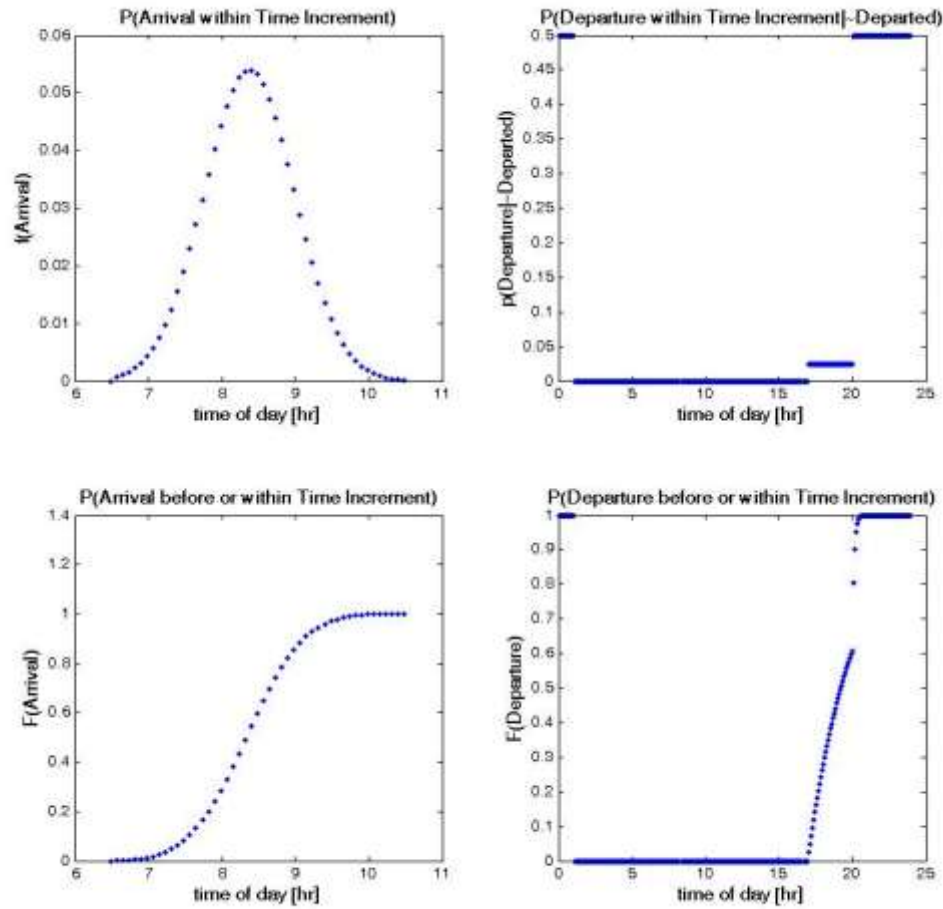 P(Arrival within Time Increment)
0.06
0.05
0.04
0.03
0.02
0.01
0
f(Arrival)
6 7 8 9 10 11
time of day [hr]
P(Departure within Time Increment|~Departed)
0.5
0.45
0.4
0.35
0.3
0.25
0.2
0.15
0.1
0.05
0
p(Departure|~Departed)
0 5 10 15 20 25
time of day [hr]
P(Arrival before or within Time Increment)
1.4
1.2
1
0.8
0.6
0.4
0.2
0
F(Arrival)
6 7 8 9 10 11
time of day [hr]
P(Departure before or within Time Increment)
1
0.9
0.8
0.7
0.6
0.5
0.4
0.3
0.2
0.1
0
F(Departure)
0 5 10 15 20 25
time of day [hr]